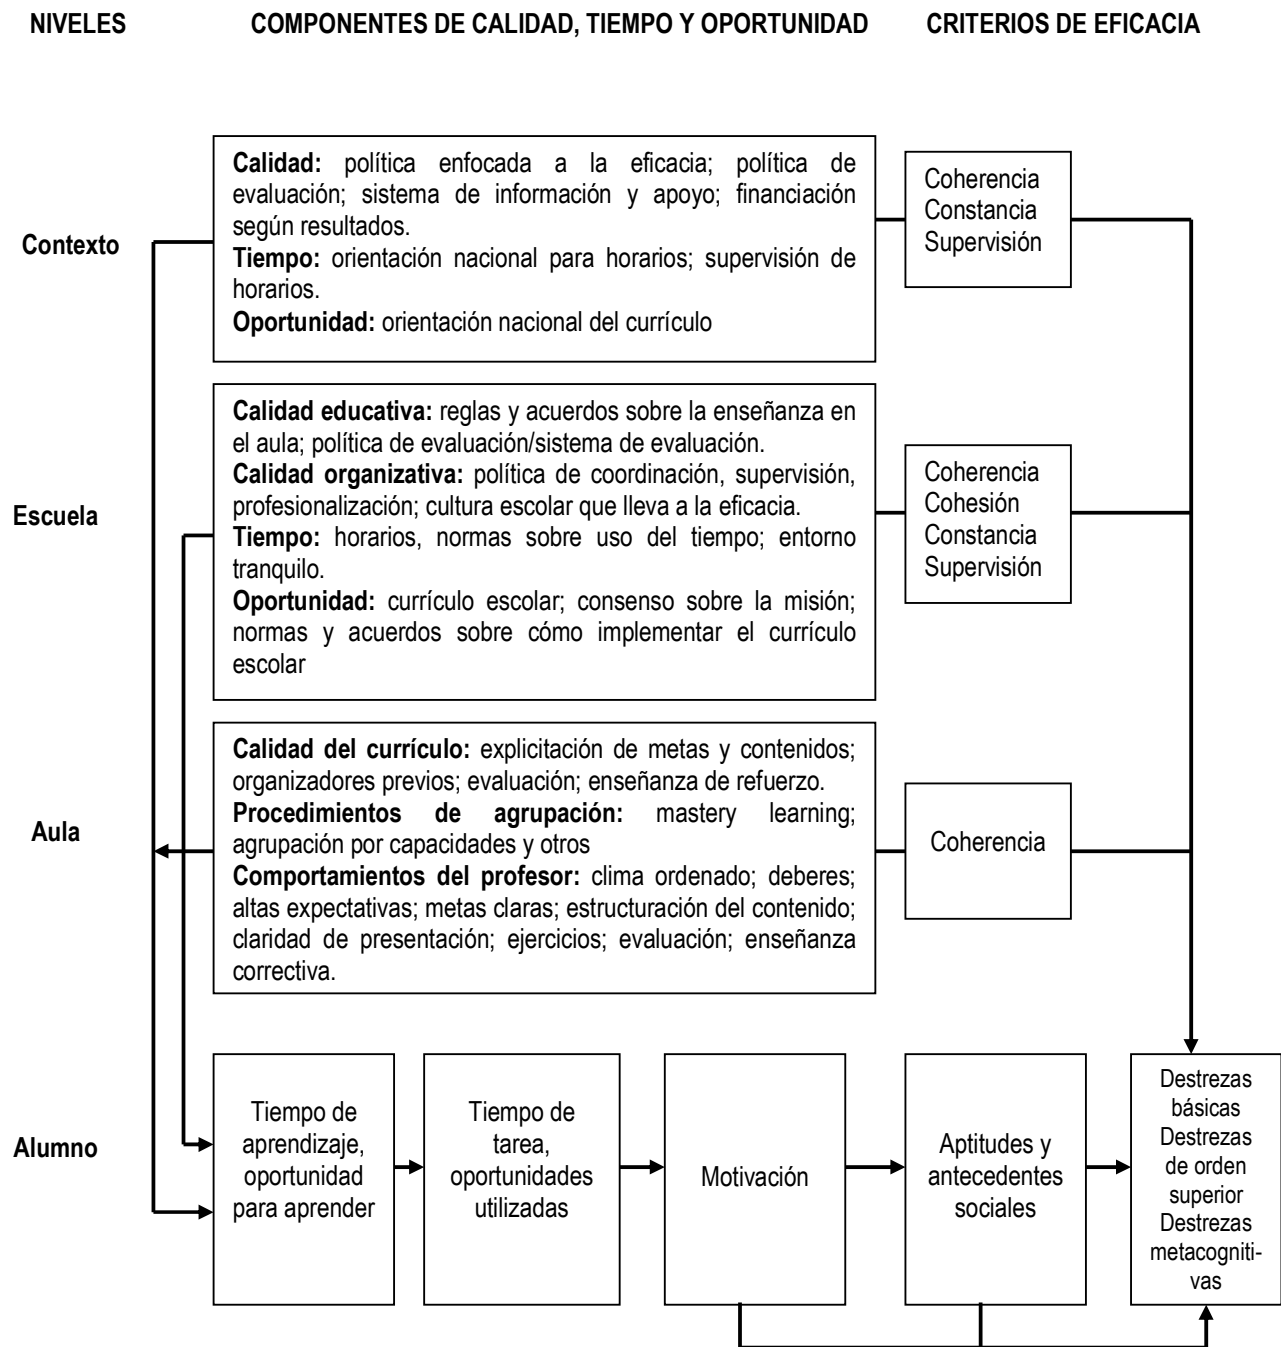 NIVELES COMPONENTES DE CALIDAD, TIEMPO Y OPORTUNIDAD CRITERIOS DE EFICACIA
Contexto
Calidad: política enfocada a la eficacia; política de
evaluación; sistema de información y apoyo; financiación
según resultados.
Tiempo: orientación nacional para horarios; supervisión de
horarios.
Oportunidad: orientación nacional del currículo
Coherencia
Constancia
Supervisión
Escuela
Calidad educativa: reglas y acuerdos sobre la enseñanza en
el aula; política de evaluación/sistema de evaluación.
Calidad organizativa: política de coordinación, supervisión,
profesionalización; cultura escolar que lleva a la eficacia.
Tiempo: horarios, normas sobre uso del tiempo; entorno
tranquilo.
Oportunidad: currículo escolar; consenso sobre la misión;
normas y acuerdos sobre cómo implementar el currículo
escolar
Coherencia
Cohesión
Constancia
Supervisión
Aula
Calidad del currículo: explicitación de metas y contenidos;
organizadores previos; evaluación; enseñanza de refuerzo.
Procedimientos de agrupación: mastery learning;
agrupación por capacidades y otros
Comportamientos del profesor: clima ordenado; deberes;
altas expectativas; metas claras; estructuración del contenido;
claridad de presentación; ejercicios; evaluación; enseñanza
correctiva.
Coherencia
Alumno
Tiempo de
aprendizaje,
oportunidad
para aprender
Tiempo de
tarea,
oportunidades
utilizadas
Motivación
Aptitudes y
antecedentes
sociales
Destrezas
básicas
Destrezas
de orden
superior
Destrezas
metacogniti-
vas